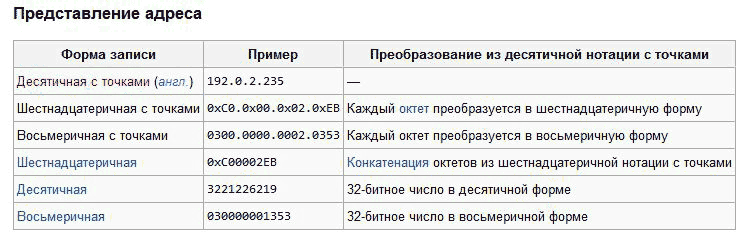 Представление адреса
Форма записи Пример Преобразование из десятичной нотации с точками
Десятичная с точками (англ.) 192.0.2.235 —
Шестнадцатеричная с точками 0xC0.0x00.0x02.0xEB Каждый октет преобразуется в шестнадцатеричную форму
Восьмеричная с точками 0300.0000.0002.0353 Каждый октет преобразуется в восьмеричную форму
Шестнадцатеричная 0xC00002EB Конкатенация октетов из шестнадцатеричной нотации с точками
Десятичная 3221226219 32-битное число в десятичной форме
Восьмеричная 030000001353 32-битное число в восьмеричной форме